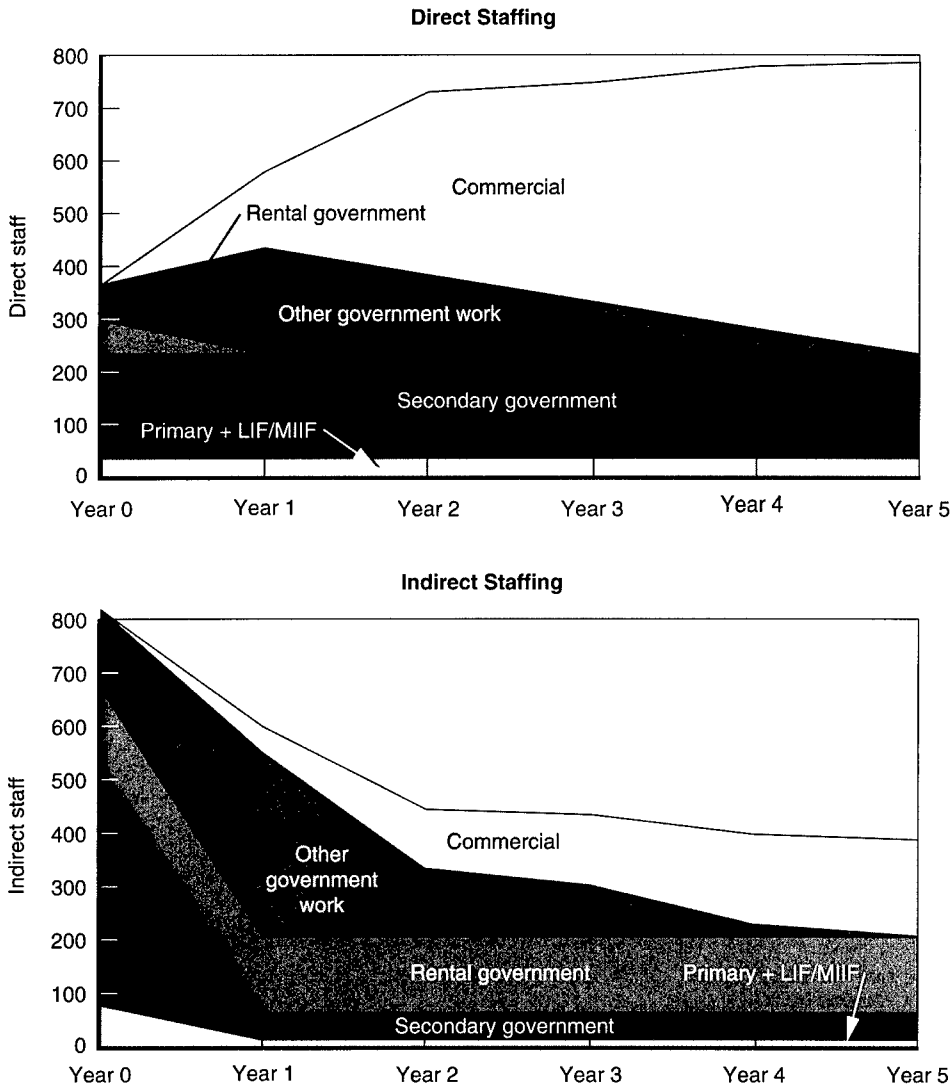 Direct Staffing
800
700
600
500
400
300
200
100
0
Direct staff
Commercial
Rental government
Other government work
Secondary government
Primary + LIF/MIIF
Year 0 Year 1 Year 2 Year 3 Year 4 Year 5
Indirect Staffing
800
700
600
500
400
300
200
100
0
Indirect staff
Commercial
Other
government
work
Rental government
Primary + LIF/MIIF
Secondary government
Year 0 Year 1 Year 2 Year 3 Year 4 Year 5